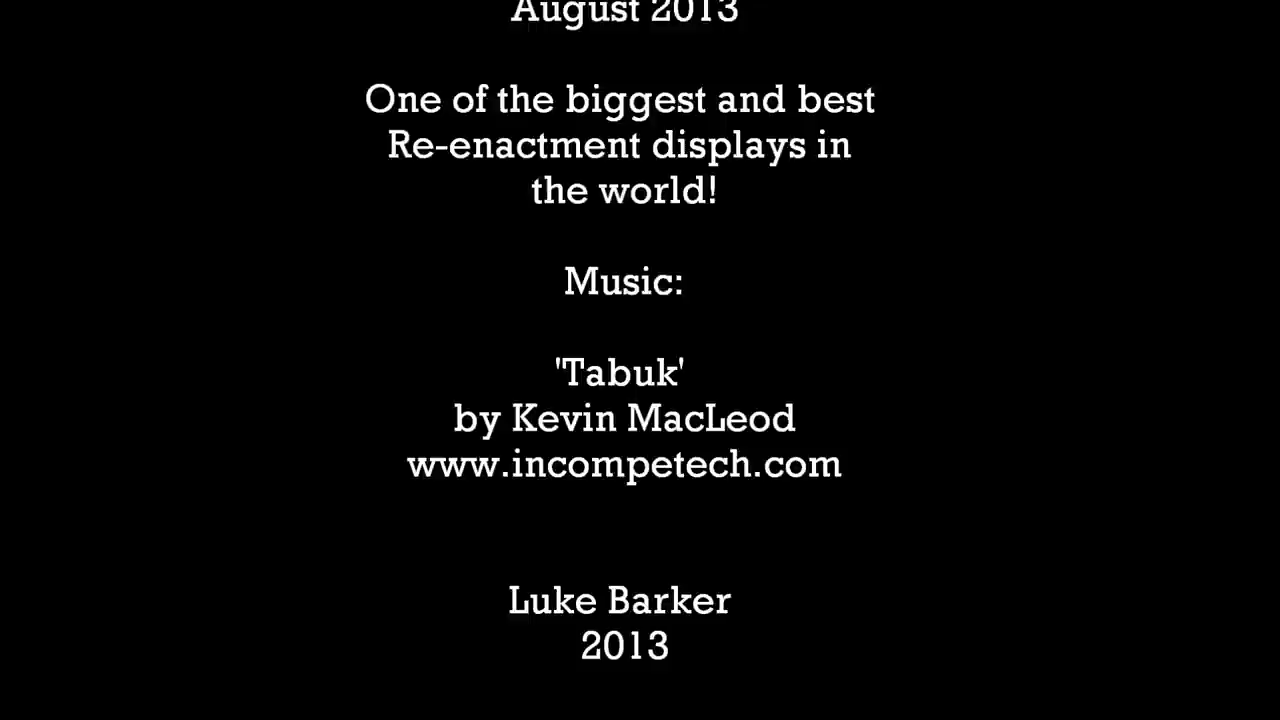 August 2013
One of the biggest and best
Re-enactment displays in
the world!
Music:
'Tabuk'
by Kevin MacLeod
www.incompetech.com
Luke Barker
2013